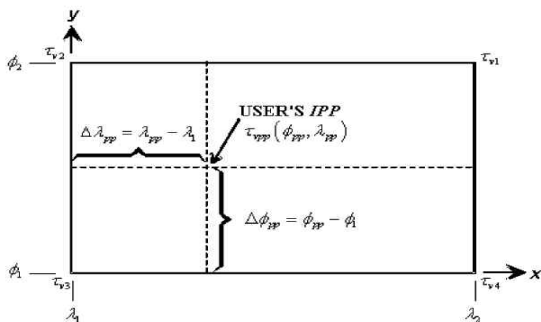 y
τv2
τv1
ϕ2
USER'S IPP
Δλpp = λpp − λ1
τvpp(ϕpp, λpp)
Δϕpp = ϕpp − ϕ1
ϕ1
τv3
τv4
x
λ1
λ2